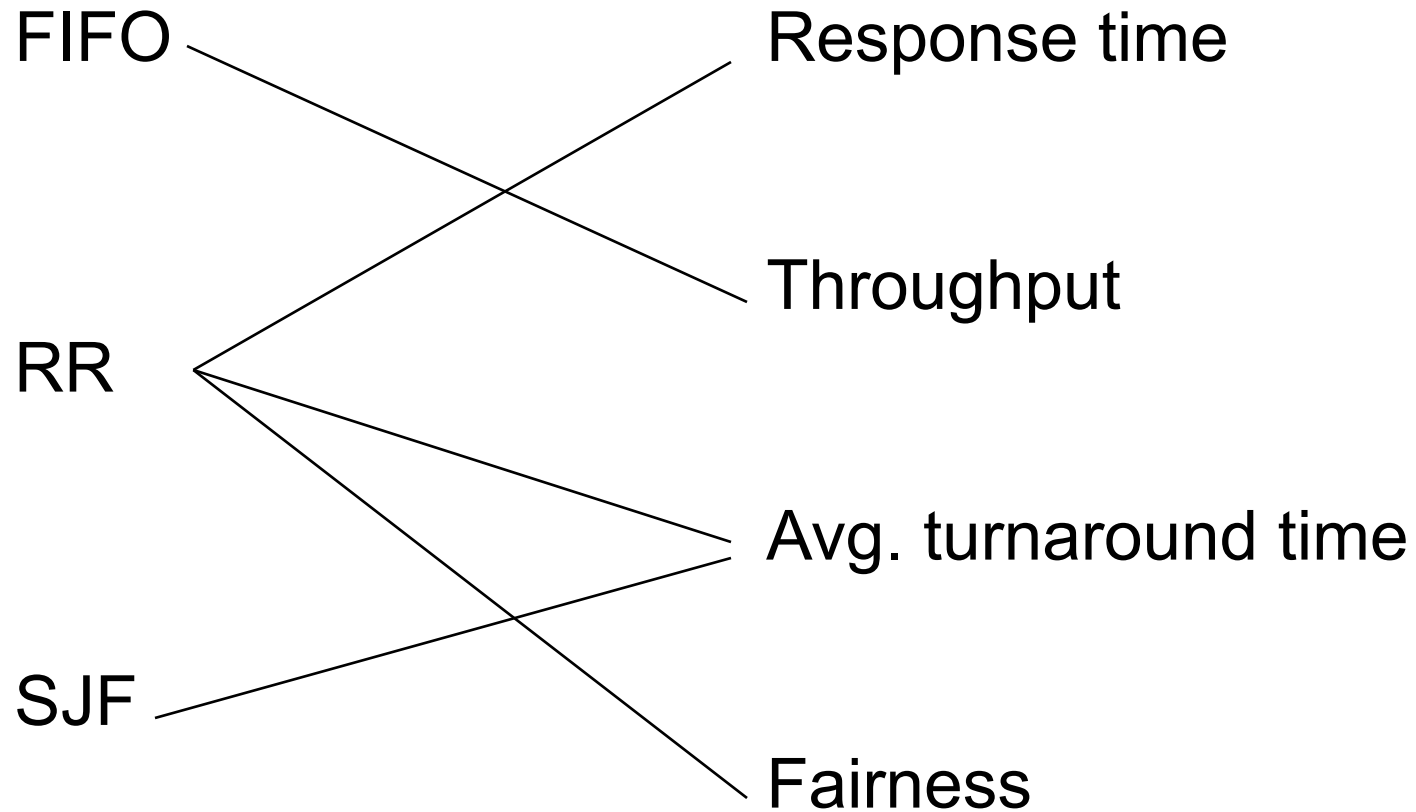 FIFO
Response time
Throughput
RR
Avg. turnaround time
SJF
Fairness